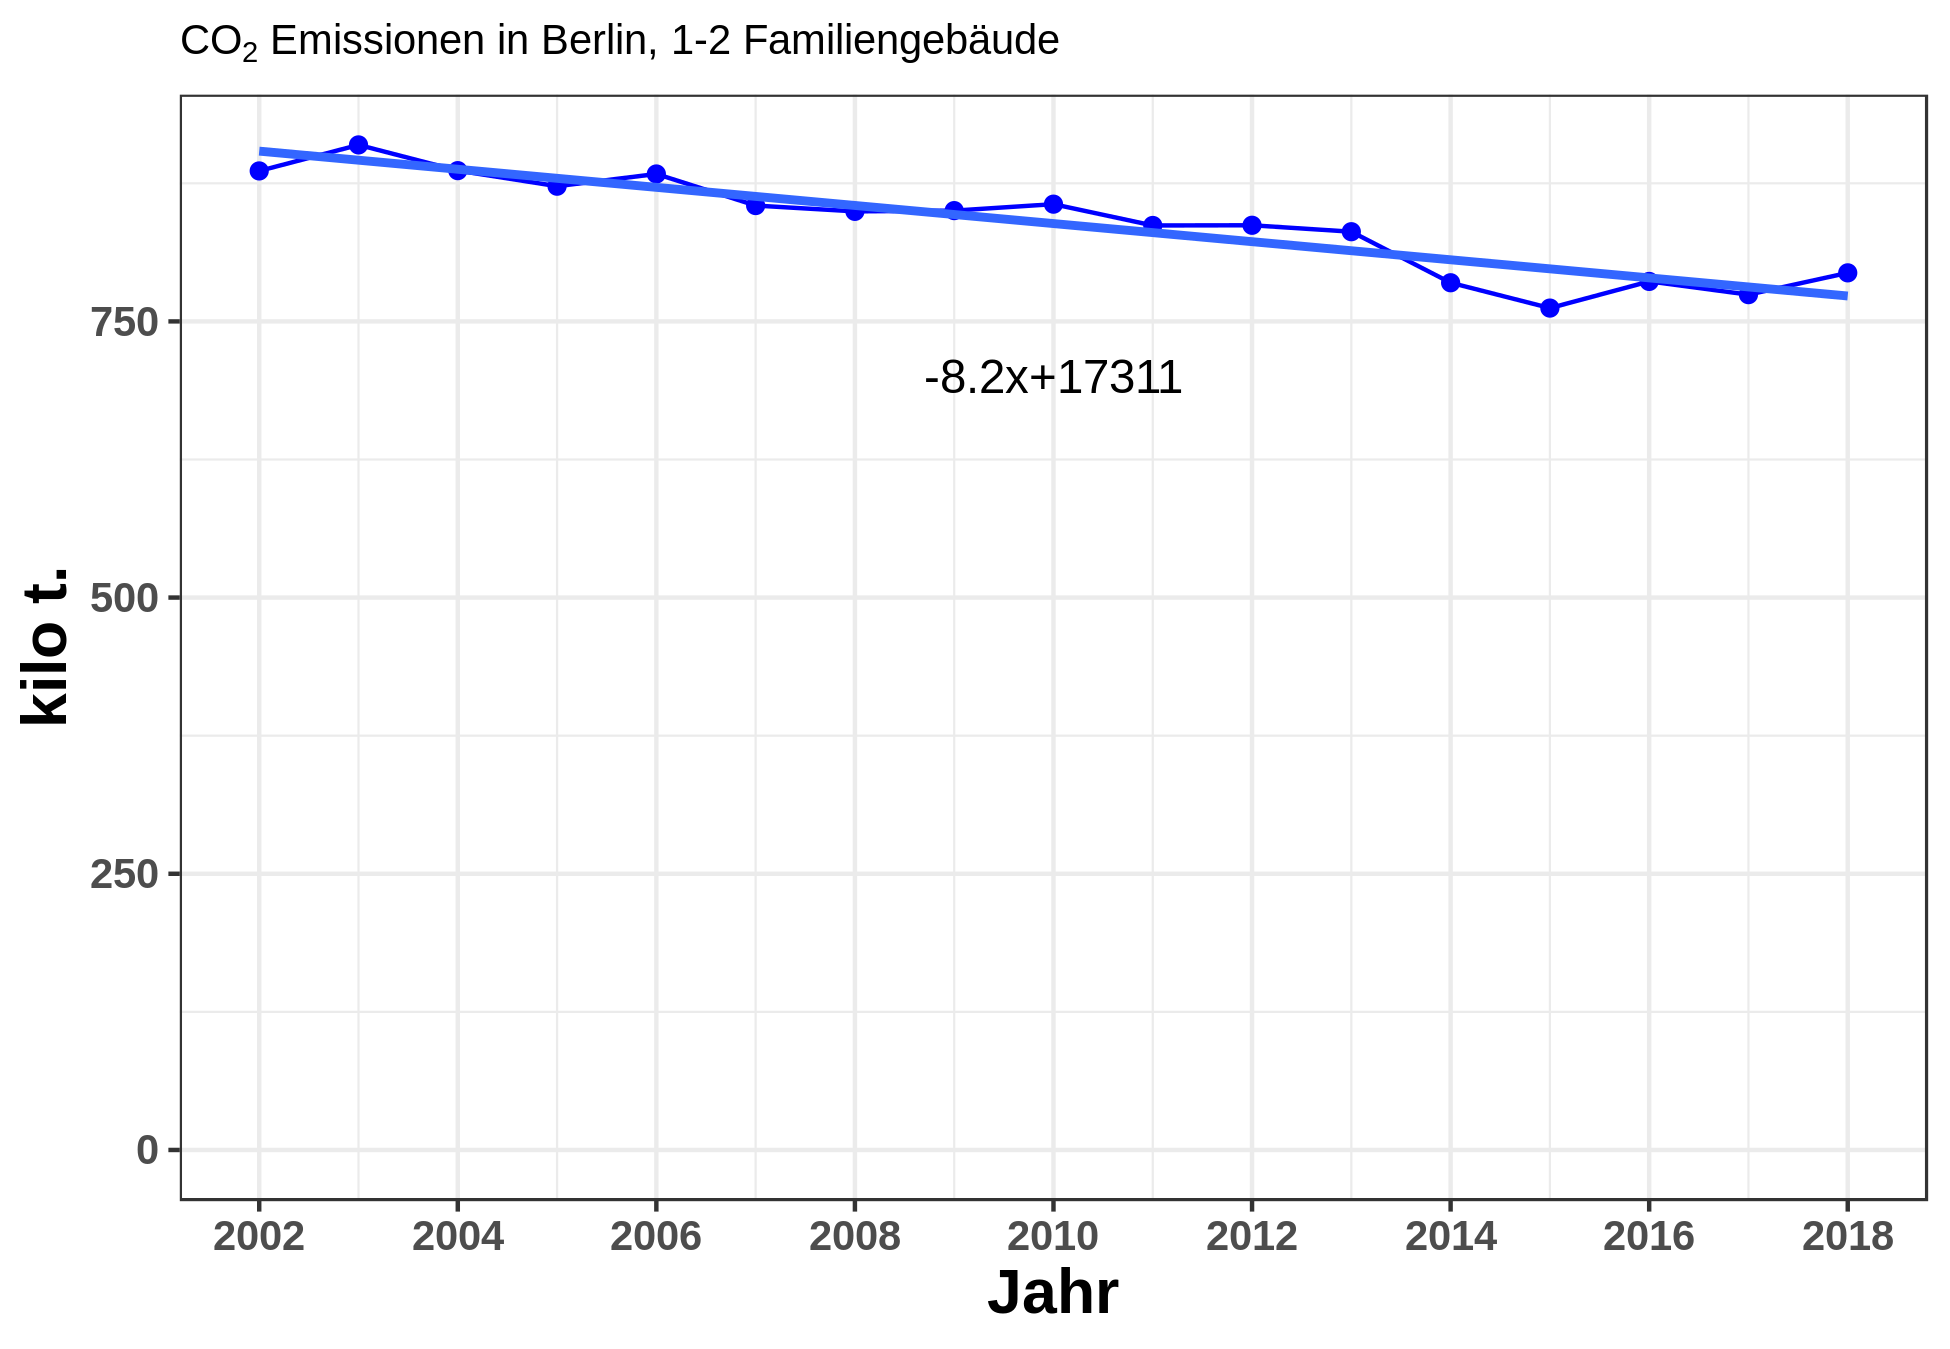 CO₂ Emissionen in Berlin, 1-2 Familiengebäude
kilo t.
750
500
250
0
-8.2x+17311
2002 2004 2006 2008 2010 2012 2014 2016 2018
Jahr